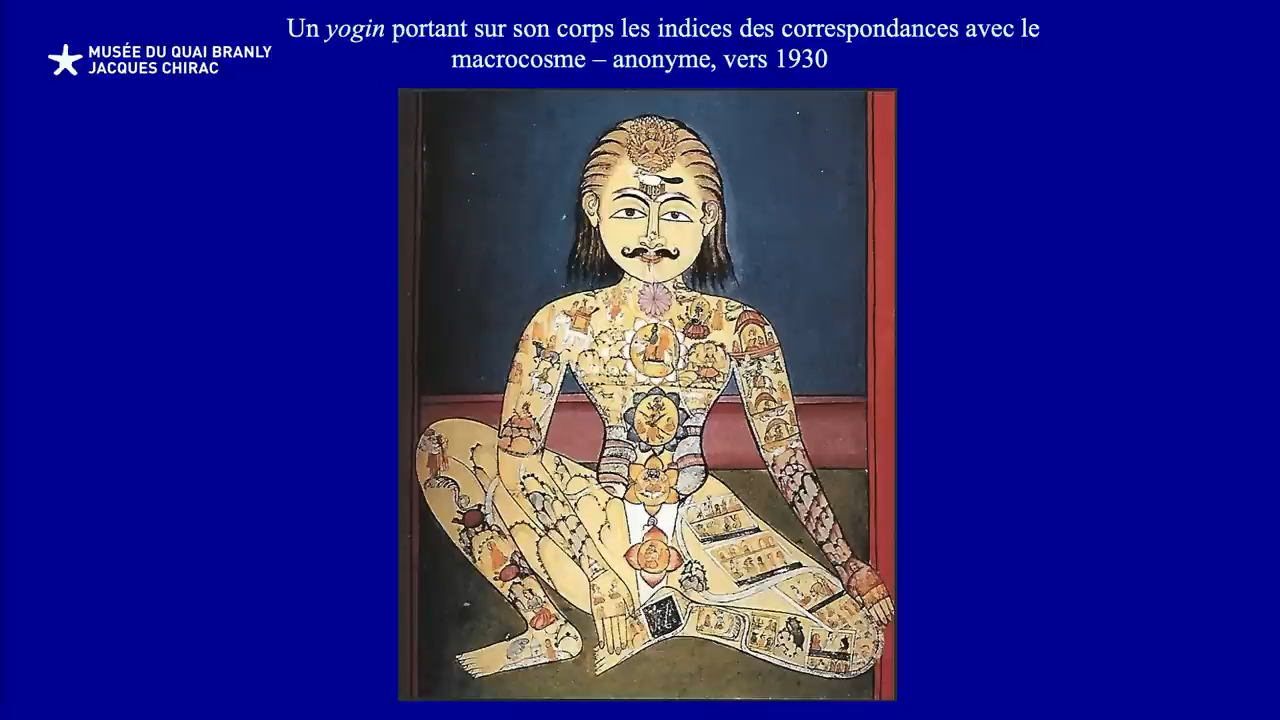 Un yogin portant sur son corps les indices des correspondances avec le
macrocosme – anonyme, vers 1930
MUSÉE DU QUAI BRANLY
JACQUES CHIRAC